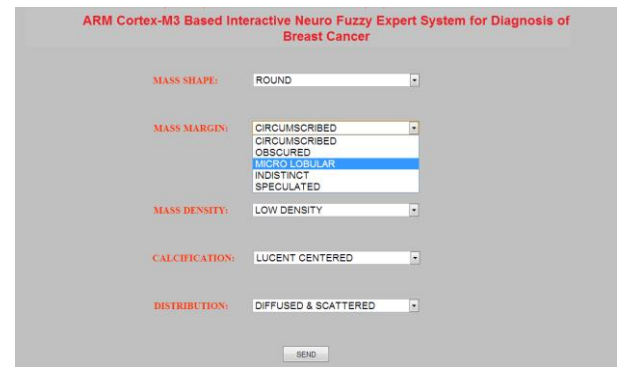 ARM Cortex-M3 Based Interactive Neuro Fuzzy Expert System for Diagnosis of
Breast Cancer
MASS SHAPE: ROUND
MASS MARGIN: CIRCUMSCRIBED
CIRCUMSCRIBED
OBSCURED
MICRO LOBULAR
INDISTINCT
SPECULATED
MASS DENSITY: LOW DENSITY
CALCIFICATION: LUCENT CENTERED
DISTRIBUTION: DIFFUSED & SCATTERED
SEND